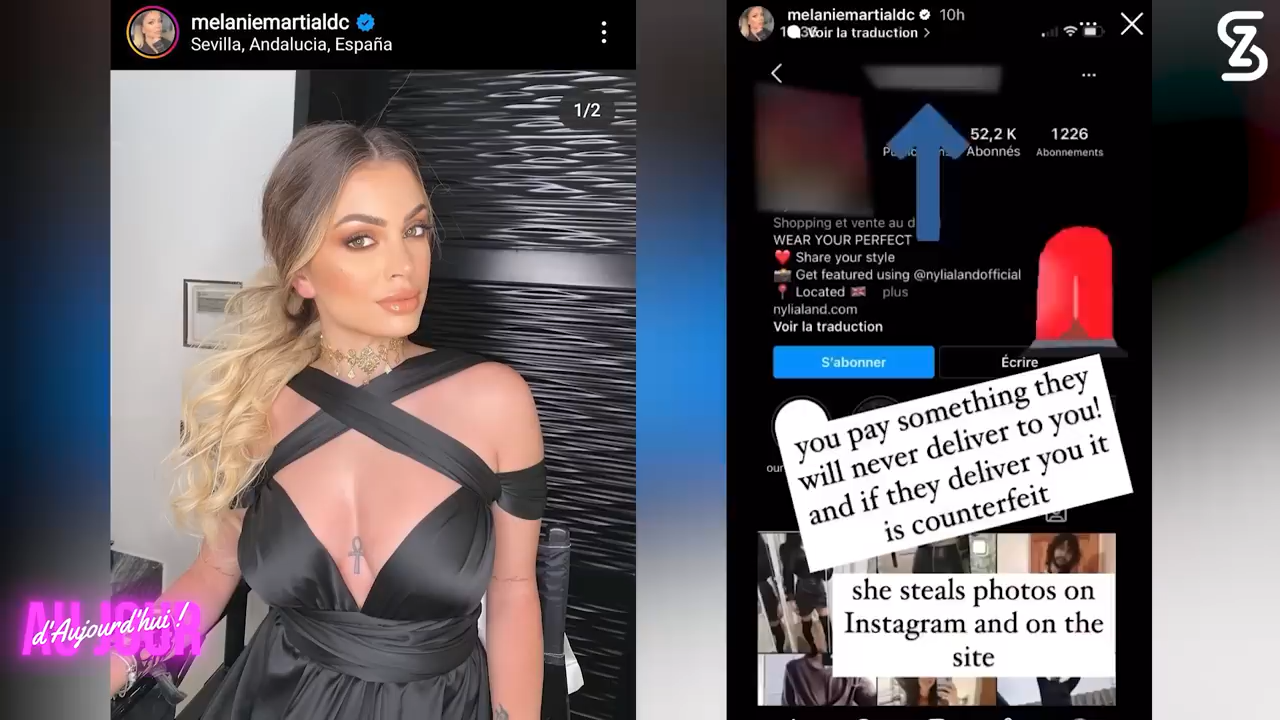 melaniemartialdc
Sevilla, Andalucia, España
1/2
AU JOUR
d'Aujourd'hui !
melaniemartialdc 10h
Voir la traduction >
52,2 K
1226
Abonnés
Abonnements
Shopping et vente au d
WEAR YOUR PERFECT
Share your style
Get featured using @nylialandofficial
Located plus
nylialand.com
Voir la traduction
S'abonner
Écrire
you pay something they
will never deliver to you!
and if they deliver you it
is counterfeit
she steals photos on
Instagram and on the
site